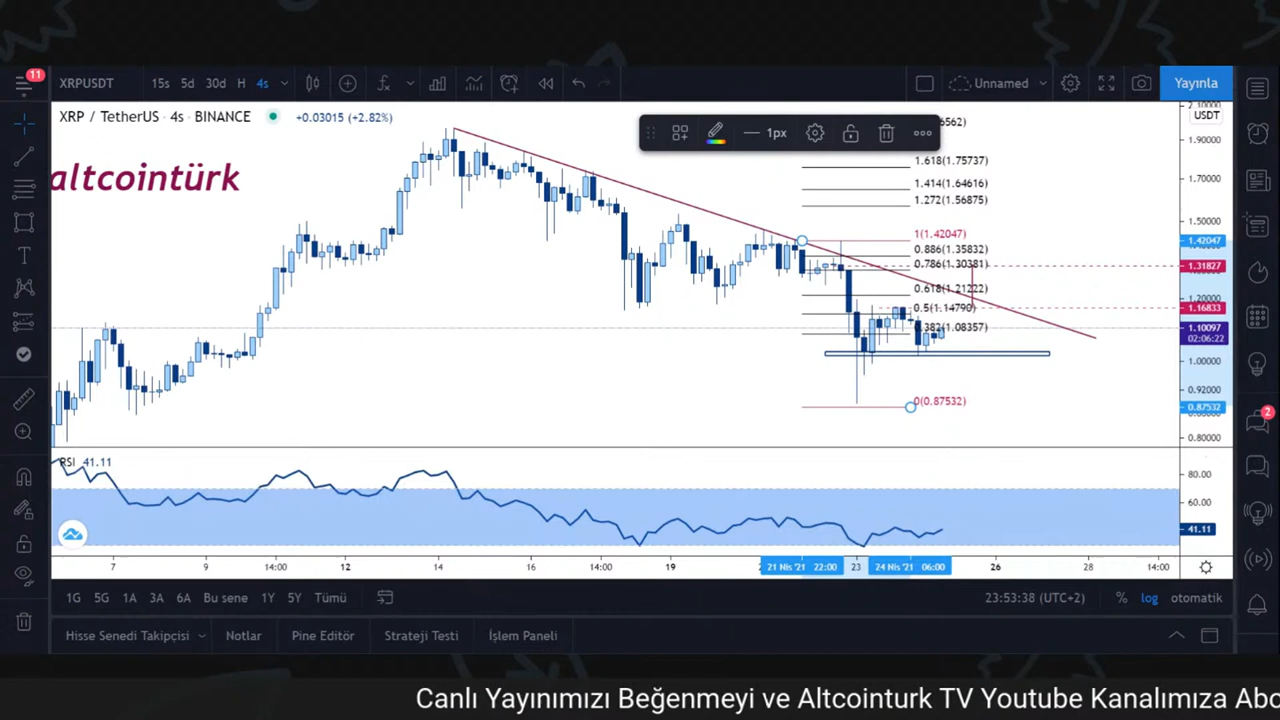 11
XRPUSDT
15s 5d 30d H 4s
Unnamed
Yayınla
XRP / TetherUS · 4s · BINANCE
+0.03015 (+2.82%)
altcointürk
1px
6562)
1.618(1.75737)
1.414(1.64616)
1.272(1.56875)
1(1.42047)
0.886(1.35832)
0.786(1.30381)
0.618(1.21222)
0.5(1.14790)
0.382(1.08357)
0(0.87532)
2.10000
USDT
1.90000
1.70000
1.50000
1.42047
1.31827
1.20000
1.16833
1.10097
02:06:22
1.00000
0.92000
0.87532
0.80000
2
RSI 41.11
80.00
60.00
41.11
7 9 14:00 12 14 14:00 19 21 Nis '21 22:00 23 24 Nis '21 06:00 26 28 14:00
1G 5G 1A 3A 6A Bu sene 1Y 5Y Tümü
23:53:38 (UTC+2) % log otomatik
Hisse Senedi Takipçisi Notlar Pine Editör Strateji Testi İşlem Paneli
Canlı Yayınımızı Beğenmeyi ve Altcointurk TV Youtube Kanalımıza Abo